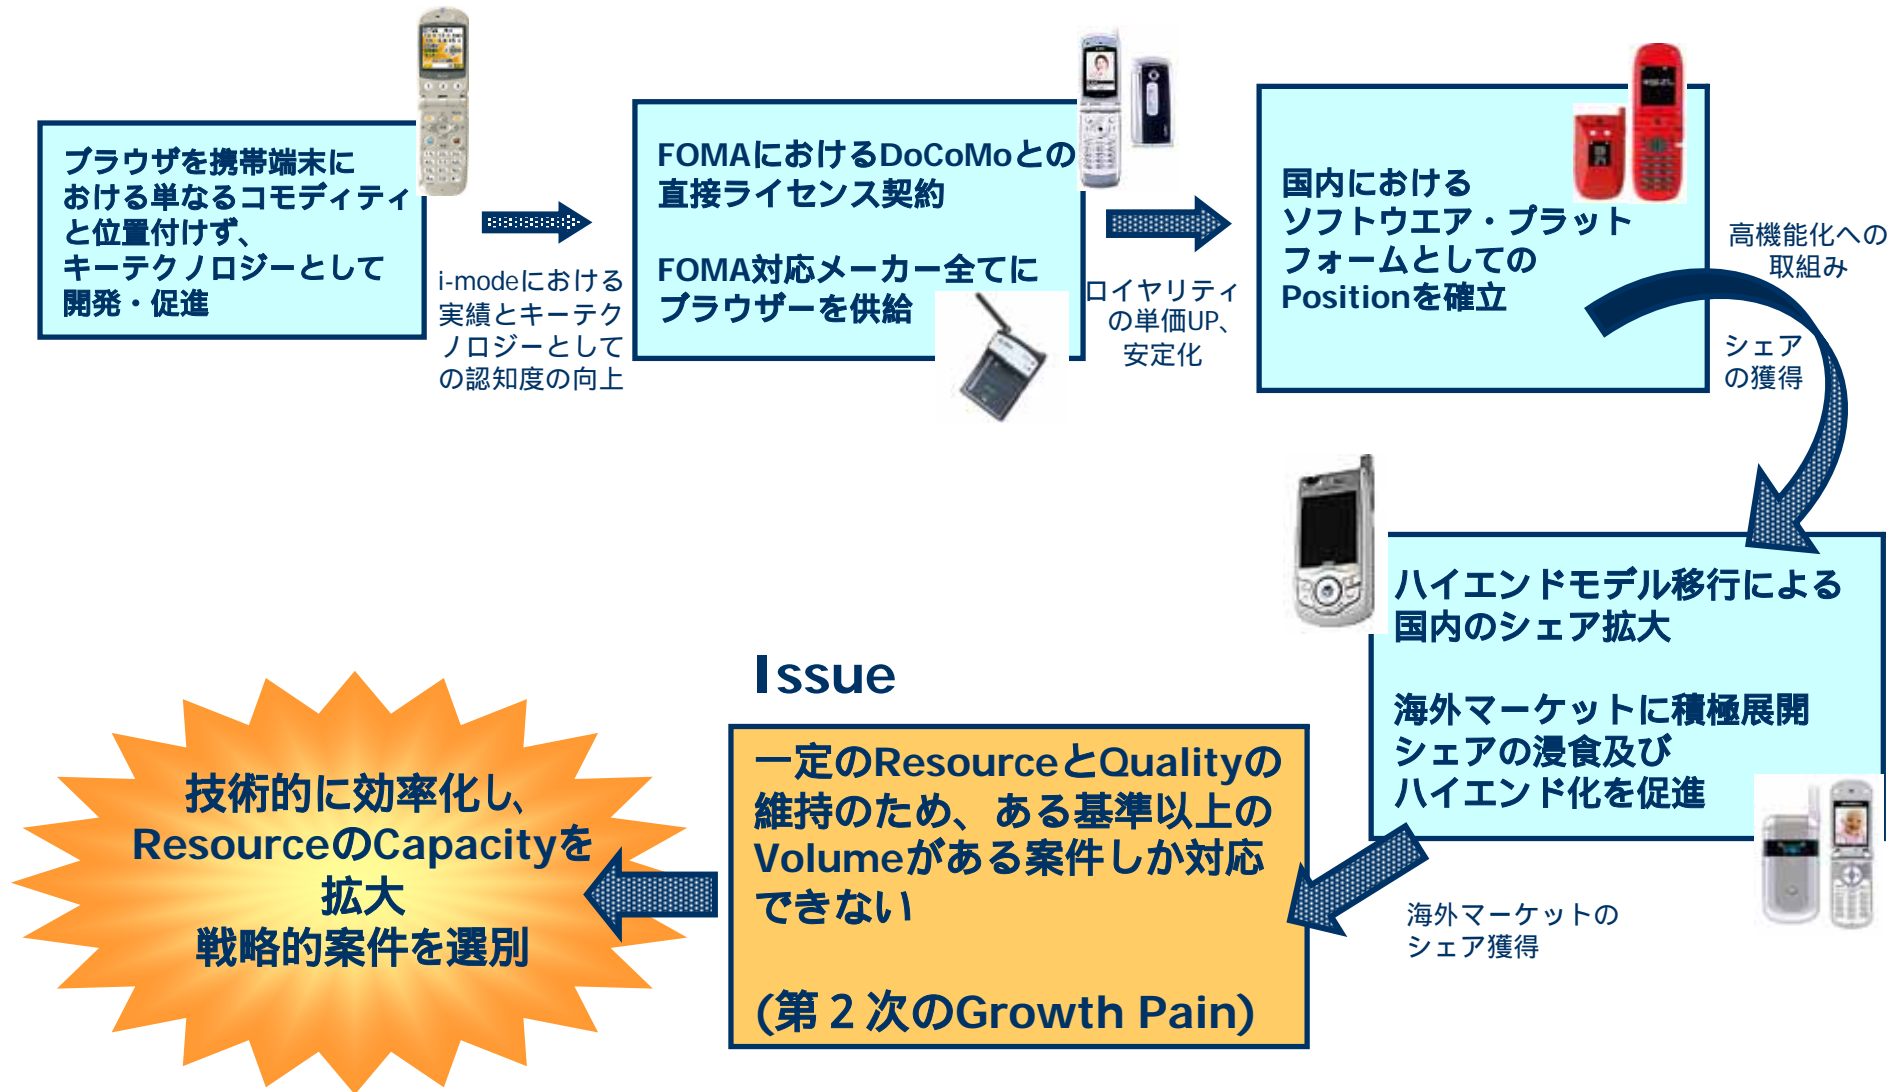 ブラウザを携帯端末に
おける単なるコモディティ
と位置付けず、
キーテクノロジーとして
開発・促進
i-modeにおける
実績とキーテク
ノロジーとして
の認知度の向上
FOMAにおけるDoCoMoとの
直接ライセンス契約
FOMA対応メーカー全てに
ブラウザーを供給
ロイヤリティ
の単価UP、
安定化
国内における
ソフトウエア・プラット
フォームとしての
Positionを確立
高機能化への
取組み
シェア
の獲得
ハイエンドモデル移行による
国内のシェア拡大
海外マーケットに積極展開
シェアの浸食及び
ハイエンド化を促進
海外マーケットの
シェア獲得
Issue
一定のResourceとQualityの
維持のため、ある基準以上の
Volumeがある案件しか対応
できない
(第２次のGrowth Pain)
技術的に効率化し、
ResourceのCapacityを
拡大
戦略的案件を選別